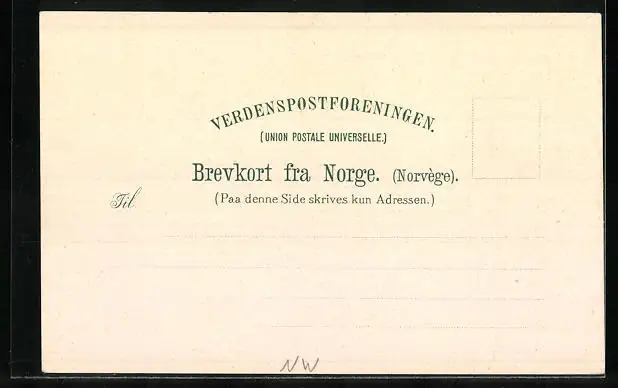 VERDENSPOSTFORENINGEN.
(UNION POSTALE UNIVERSELLE.)
Brevkort fra Norge. (Norvège).
(Paa denne Side skrives kun Adressen.)
Til
NW